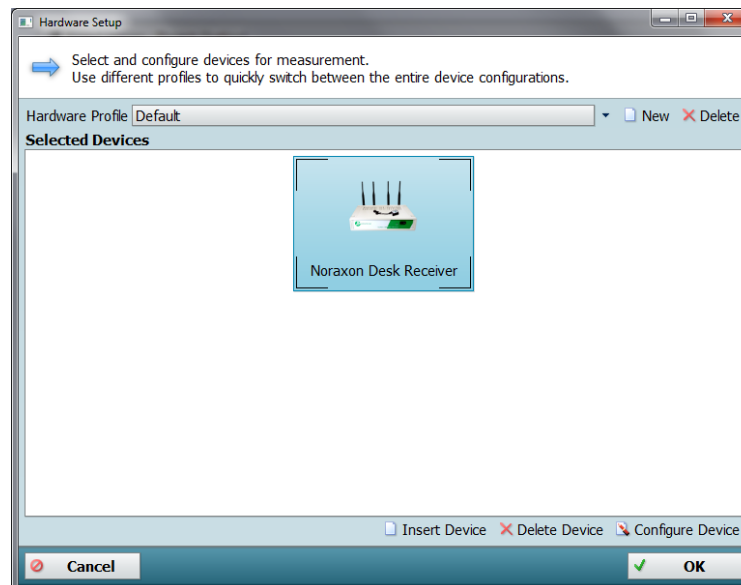 Hardware Setup
Select and configure devices for measurement.
Use different profiles to quickly switch between the entire device configurations.
Hardware Profile Default New Delete
Selected Devices
Noraxon Desk Receiver
Insert Device Delete Device Configure Device
Cancel OK